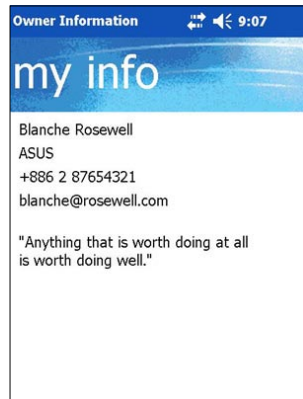 Owner Information 9:07
my info
Blanche Rosewell
ASUS
+886 2 87654321
blanche@rosewell.com
"Anything that is worth doing at all
is worth doing well."